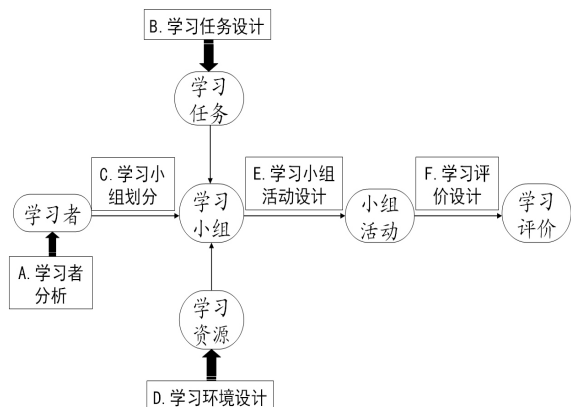 B.学习任务设计
学习
任务
C.学习小
组划分
E.学习小组
活动设计
F.学习评
价设计
学习者
学习
小组
小组
活动
学习
评价
A.学习者
分析
学习
资源
D.学习环境设计